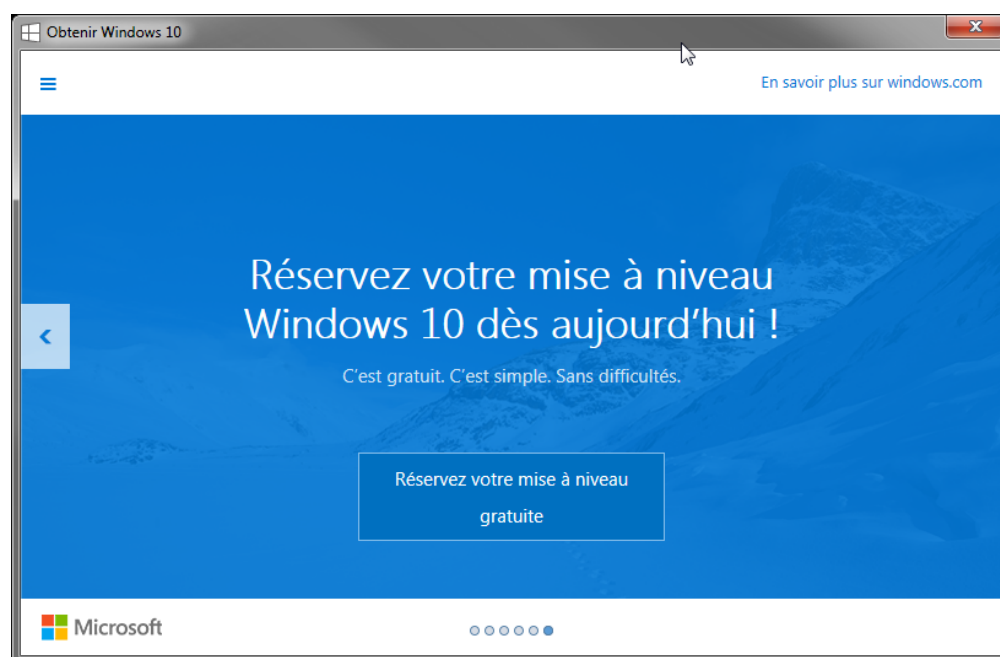 Obtenir Windows 10
En savoir plus sur windows.com
Réservez votre mise à niveau
Windows 10 dès aujourd'hui !
C'est gratuit. C'est simple. Sans difficultés.
Réservez votre mise à niveau
gratuite
Microsoft